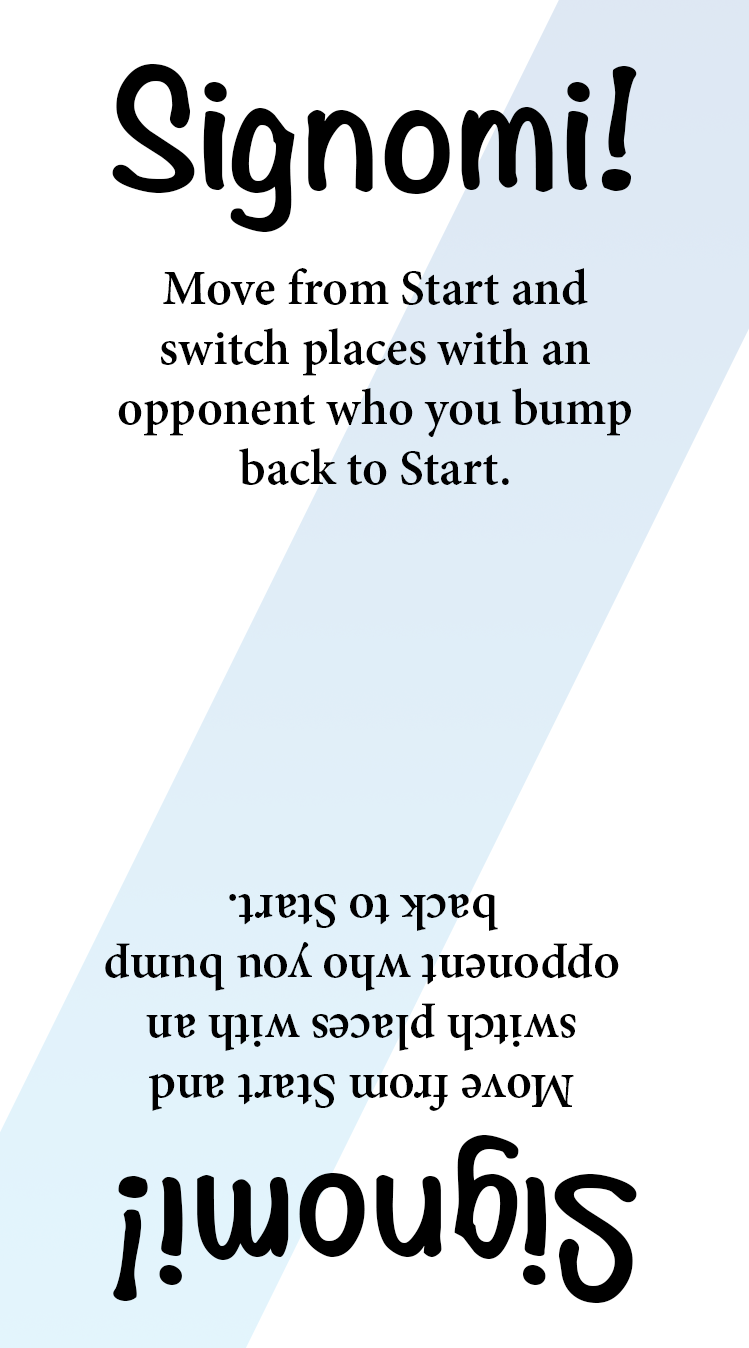 Signomi!
Move from Start and
switch places with an
opponent who you bump
back to Start.
Signomi!
Move from Start and
switch places with an
opponent who you bump
back to Start.